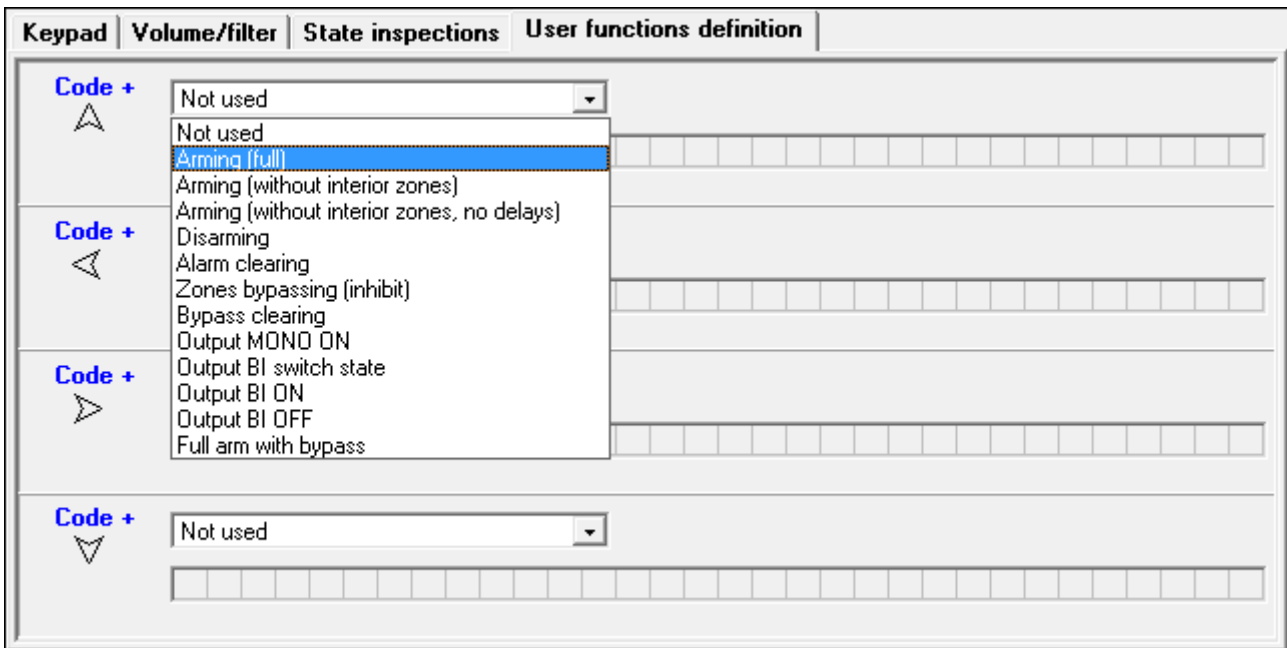 Keypad Volume/filter State inspections User functions definition
Code +
Not used
Not used
Arming (full)
Arming (without interior zones)
Arming (without interior zones, no delays)
Code +
Disarming
Alarm clearing
Zones bypassing (inhibit)
Bypass clearing
Output MONO ON
Output BI switch state
Code +
Output BI ON
Output BI OFF
Full arm with bypass
Code +
Not used